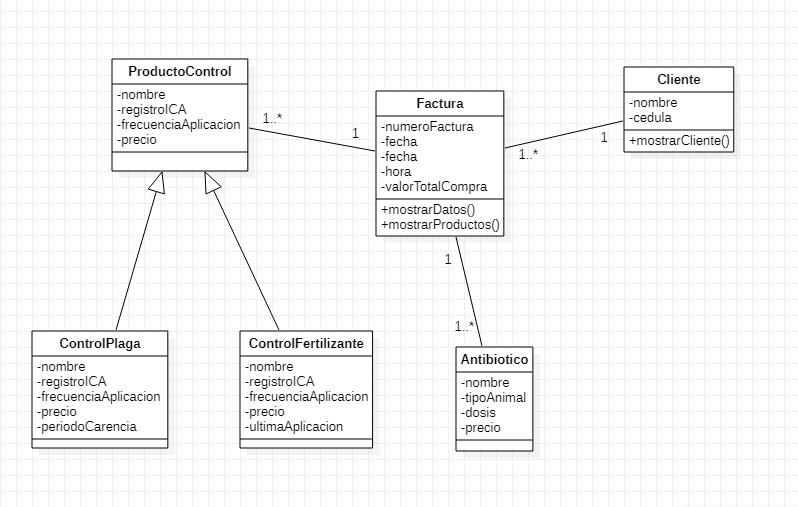 ProductoControl
-nombre
-registroICA
-frecuenciaAplicacion
-precio
1..*
1
Factura
-numeroFactura
-fecha
-fecha
-hora
-valorTotalCompra
+mostrarDatos()
+mostrarProductos()
Cliente
-nombre
-cedula
+mostrarCliente()
1
1..*
1
1..*
ControlPlaga
-nombre
-registroICA
-frecuenciaAplicacion
-precio
-periodoCarencia
ControlFertilizante
-nombre
-registroICA
-frecuenciaAplicacion
-precio
-ultimaAplicacion
Antibiotico
-nombre
-tipoAnimal
-dosis
-precio